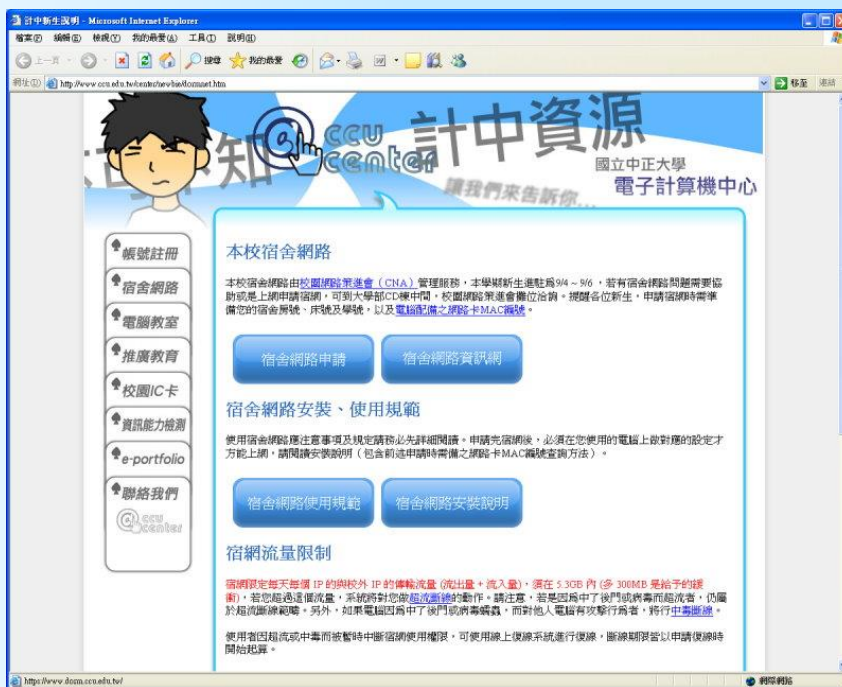 計中新生說明 - Microsoft Internet Explorer
檔案(F) 編輯(E) 檢視(V) 我的最愛(A) 工具(T) 說明(H)
上一頁 搜尋 我的最愛
網址(D) http://www.ccu.edu.tw/center/newbie/dormnet.htm 移至 連結
不知 @ccu center 計中資源
國立中正大學
讓我們來告訴你... 電子計算機中心
帳號註冊
宿舍網路
電腦教室
推廣教育
校園IC卡
資訊能力檢測
e-portfolio
聯絡我們
@ccu center
本校宿舍網路
本校宿舍網路由校園網路策進會（CNA）管理服務，本學期新生進駐為9/4 ~ 9/6，若有宿舍網路問題需要協
助或是上網申請宿網，可到大學部CD棟中間，校園網路策進會攤位洽詢。提醒各位新生，申請宿網時需準
備您的宿舍房號、床號及學號，以及電腦配備之網路卡MAC編號。
宿舍網路申請 宿舍網路資訊網
宿舍網路安裝、使用規範
使用宿舍網路應注意事項及規定請務必先詳細閱讀。申請完宿網後，必須在您使用的電腦上做對應的設定才
方能上網，請閱讀安裝說明（包含前述申請時需備之網路卡MAC編號查詢方法）。
宿舍網路使用規範 宿舍網路安裝說明
宿網流量限制
宿網限定每天每個 IP 的與校外 IP 的傳輸流量 (流出量 + 流入量)，須在 5.3GB 內 (多 300MB 是給予的緩
衝)，若您超過這個流量，系統將對您做超流斷線的動作。請注意，若是因為中了後門或病毒而超流者，仍屬
於超流斷線範疇。另外，如果電腦因為中了後門或病毒蠕蟲，而對他人電腦有攻擊行為者，將行中毒斷線。
使用者因超流或中毒而被暫時中斷宿網使用權限，可使用線上復線系統進行復線，斷線期限皆以申請復線時
開始起算。
https://www.dorm.ccu.edu.tw/ 網際網路